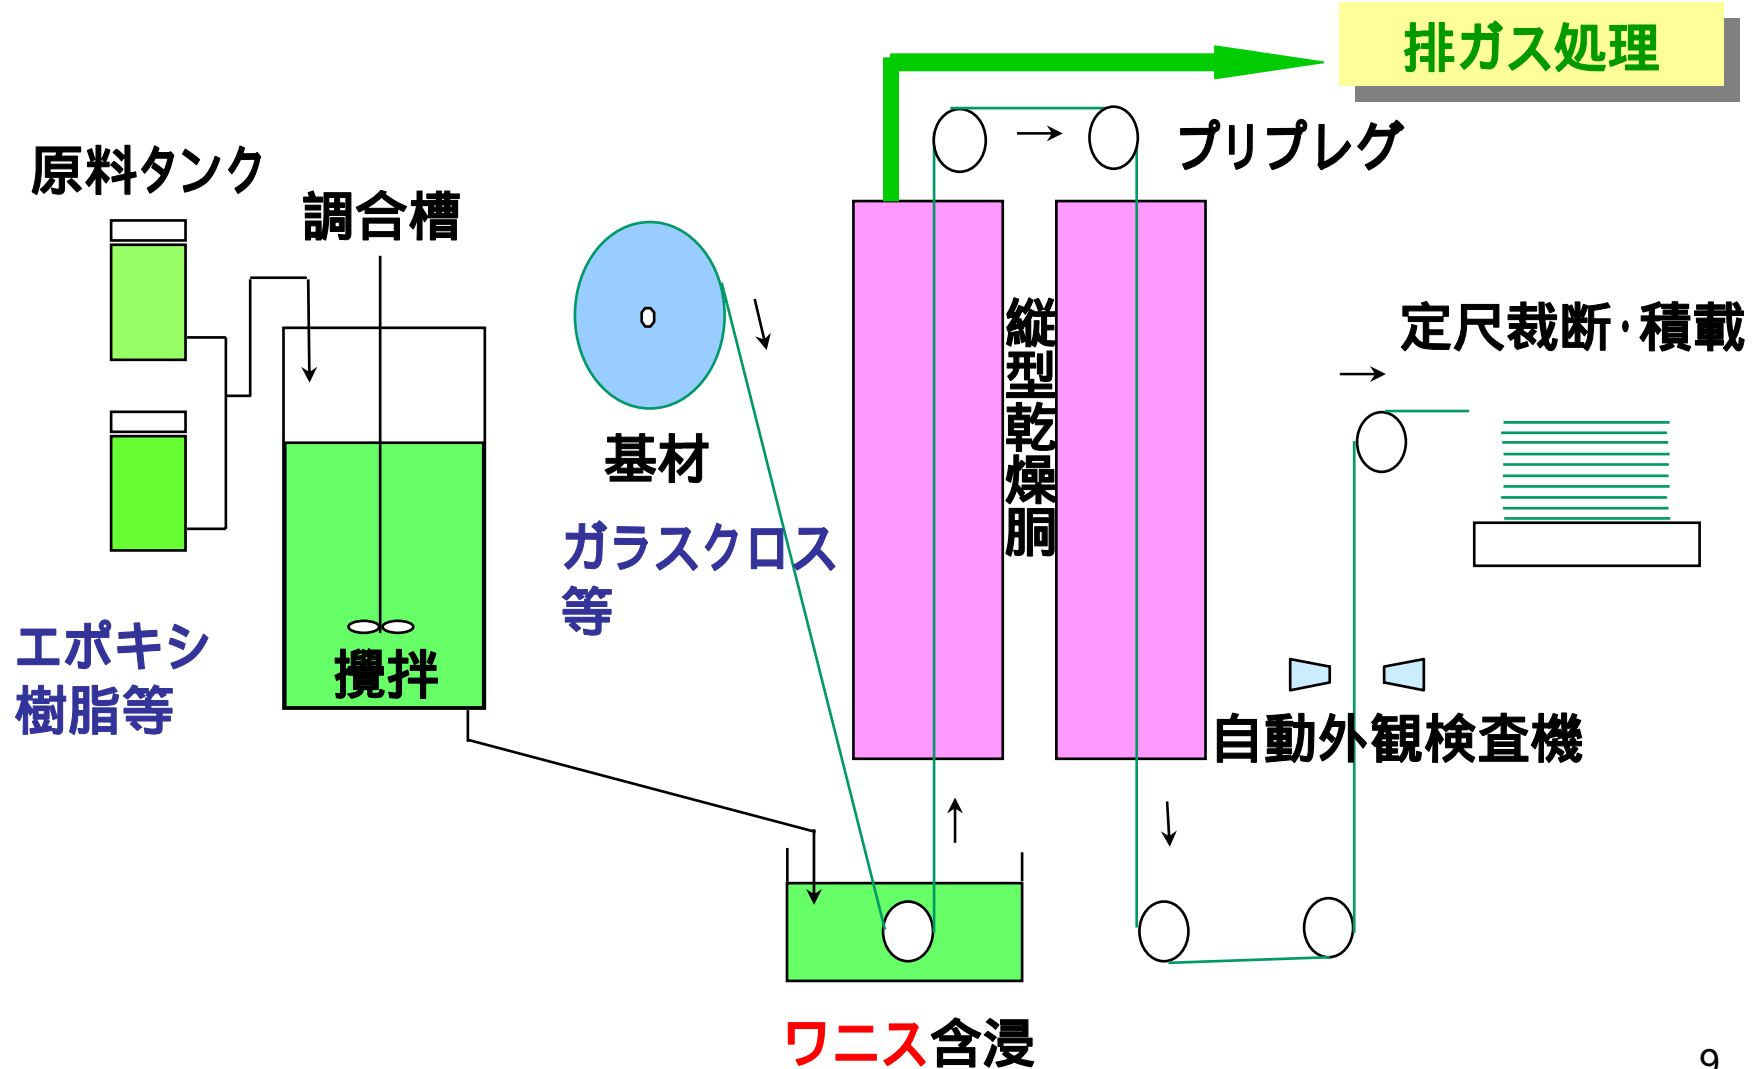 排ガス処理
プリプレグ
原料タンク
調合槽
縦型乾燥胴
定尺裁断・積載
基材
ガラスクロス
等
エポキシ
樹脂等
攪拌
自動外観検査機
ワニス含浸
9